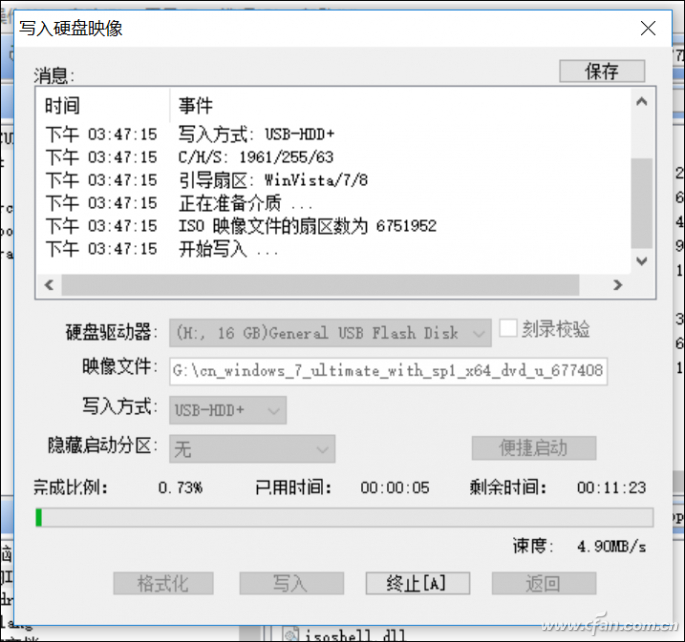 写入硬盘映像
消息:
保存
时间 事件
下午 03:47:15 写入方式: USB-HDD+
下午 03:47:15 C/H/S: 1961/255/63
下午 03:47:15 引导扇区: WinVista/7/8
下午 03:47:15 正在准备介质 ...
下午 03:47:15 ISO 映像文件的扇区数为 6751952
下午 03:47:15 开始写入 ...
硬盘驱动器: (H:, 16 GB)General USB Flash Disk 刻录校验
映像文件: G:\cn_windows_7_ultimate_with_sp1_x64_dvd_u_677408
写入方式: USB-HDD+
隐藏启动分区: 无 便捷启动
完成比例: 0.73% 已用时间: 00:00:05 剩余时间: 00:11:23
速度: 4.90MB/s
格式化 写入 终止[A] 返回
isoshell.dll
www.cfan.com.cn